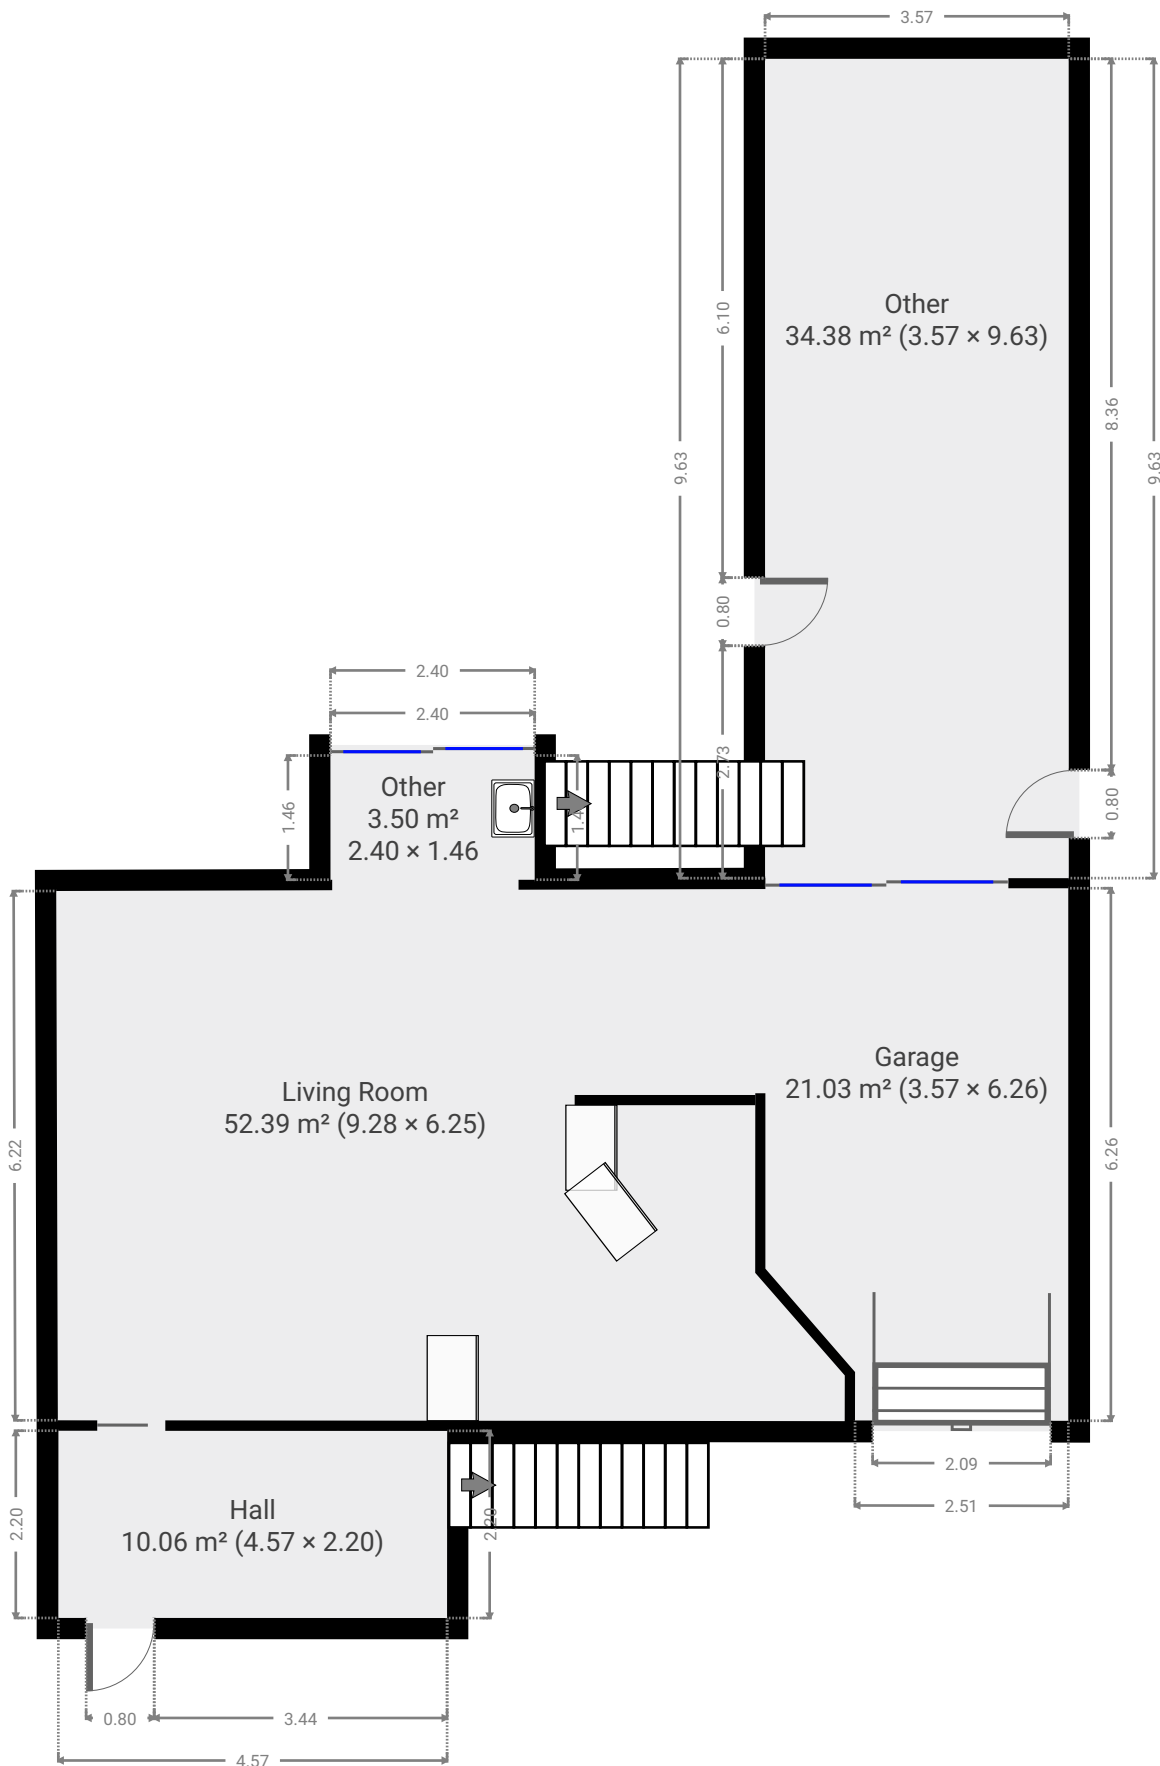 3.57
Other
34.38 m² (3.57 × 9.63)
6.10
8.36
9.63
9.63
0.80
2.40
2.40
2.73
0.80
Other
3.50 m²
2.40 × 1.46
1.46
Garage
21.03 m² (3.57 × 6.26)
Living Room
52.39 m² (9.28 × 6.25)
6.22
6.26
2.09
2.51
Hall
10.06 m² (4.57 × 2.20)
2.20
2.20
0.80
3.44
4.57